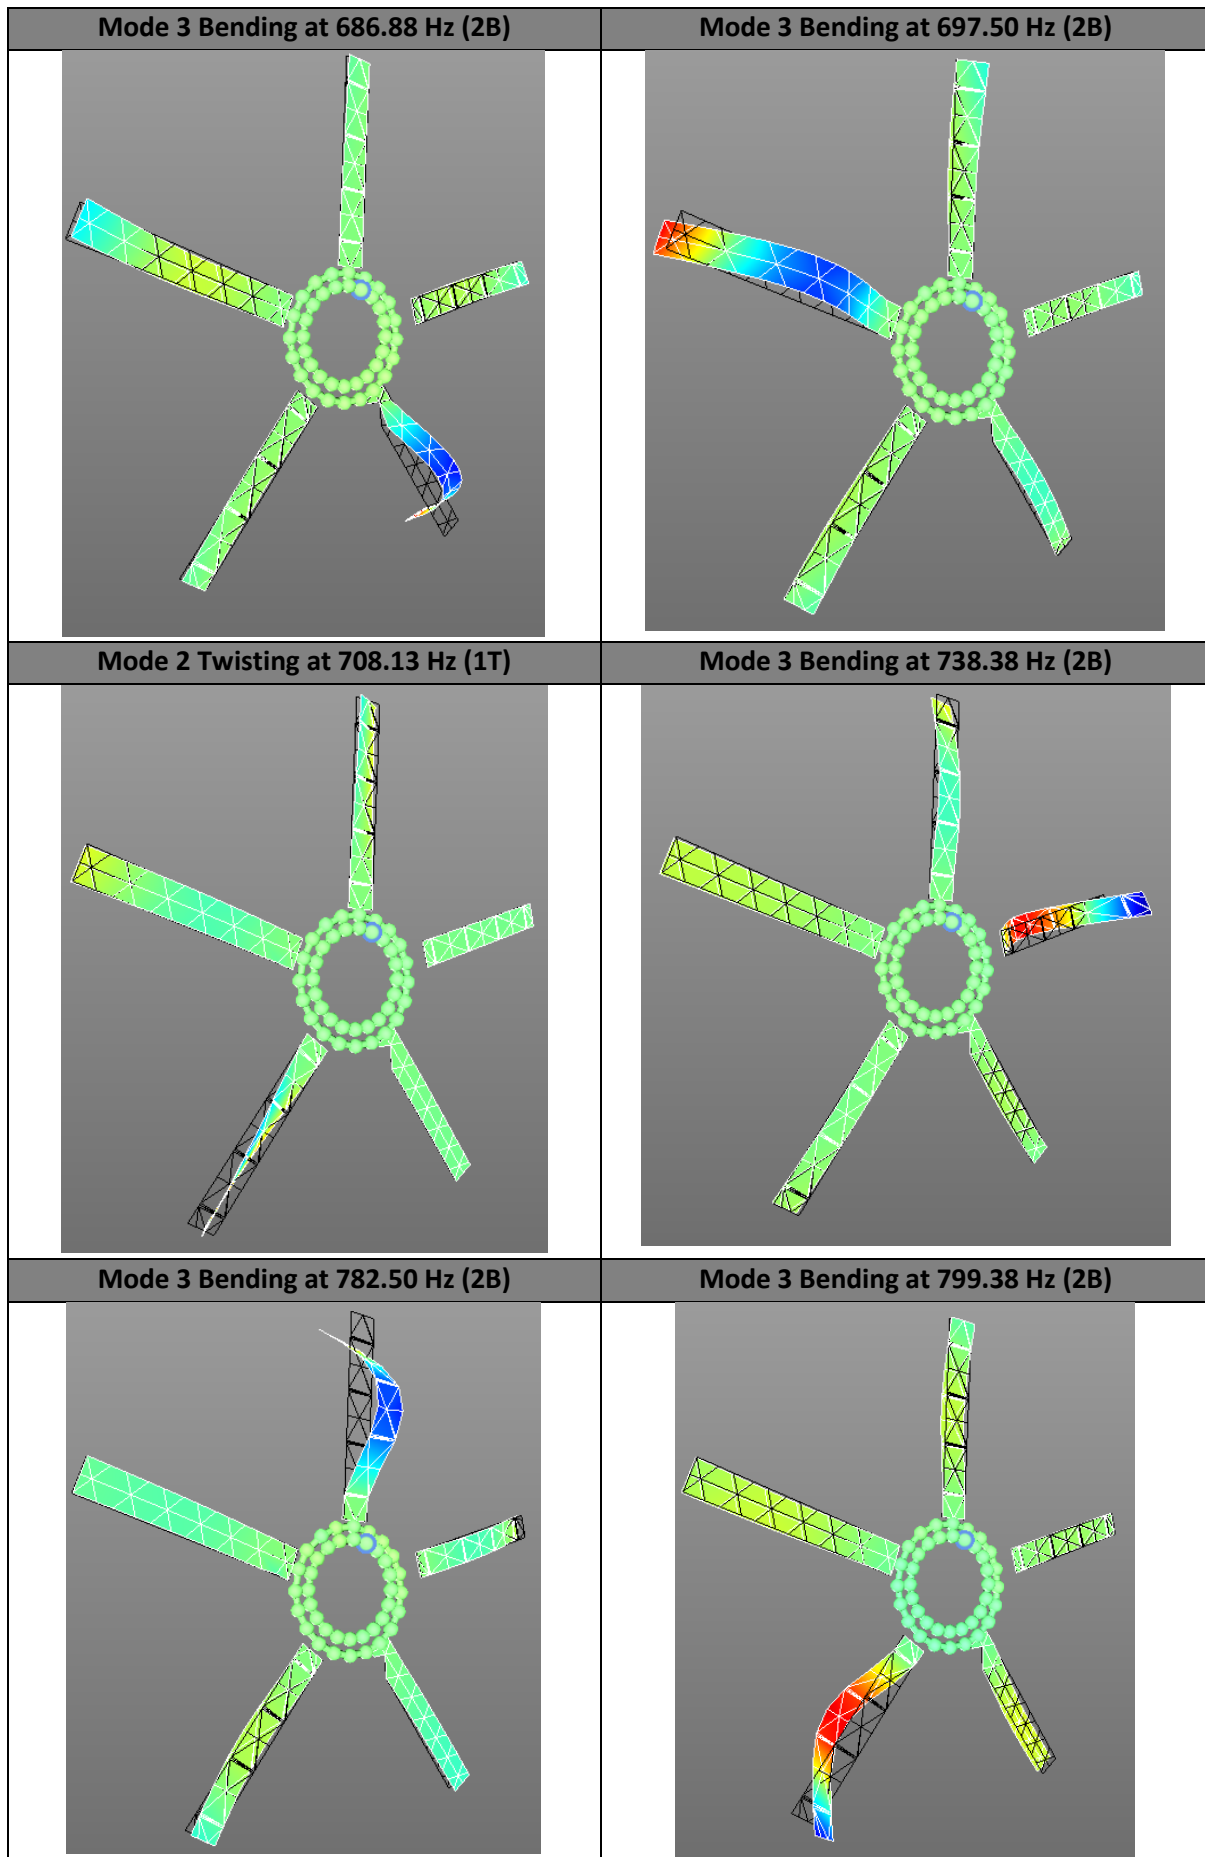 Mode 3 Bending at 686.88 Hz (2B)
Mode 3 Bending at 697.50 Hz (2B)
Mode 2 Twisting at 708.13 Hz (1T)
Mode 3 Bending at 738.38 Hz (2B)
Mode 3 Bending at 782.50 Hz (2B)
Mode 3 Bending at 799.38 Hz (2B)